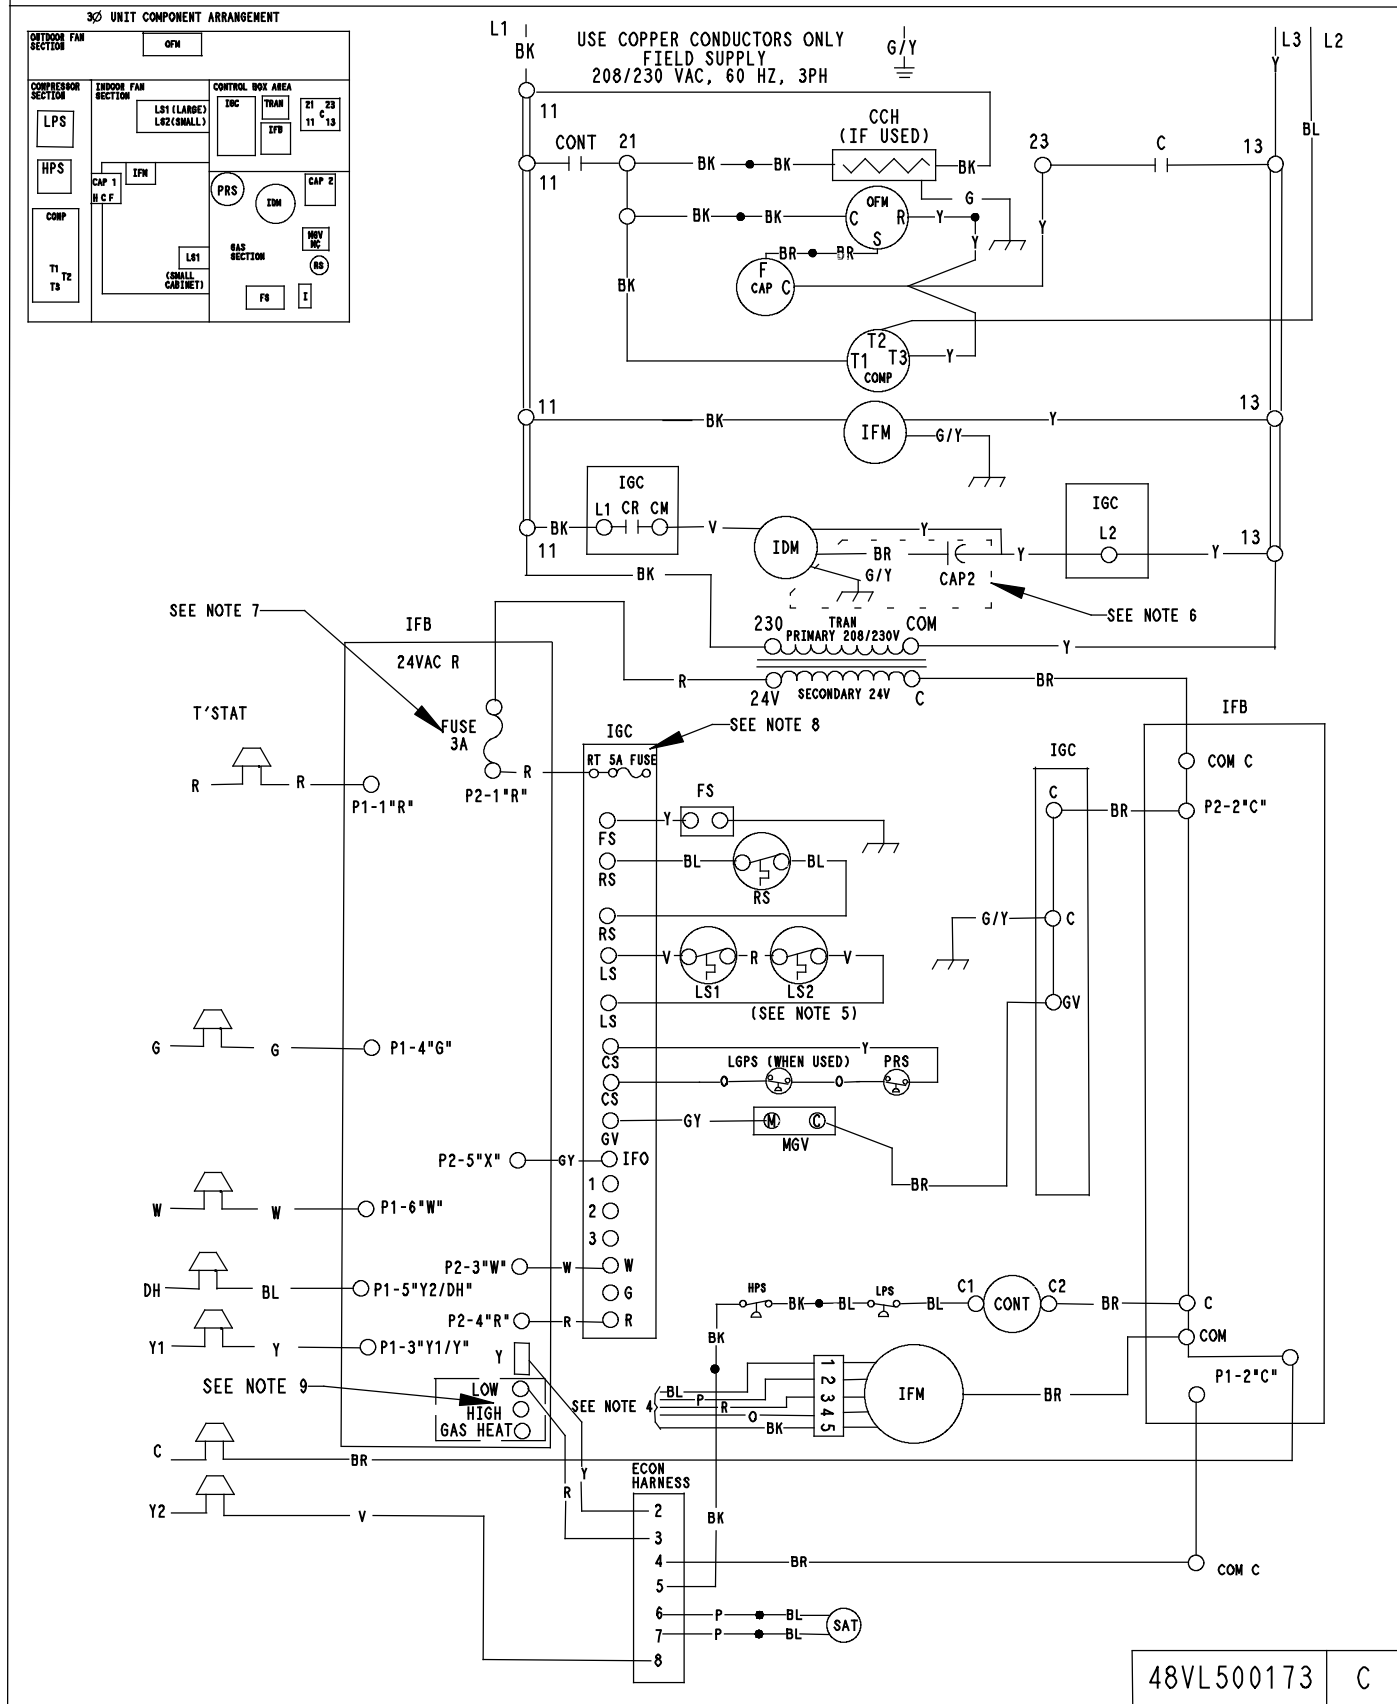 3Ø UNIT COMPONENT ARRANGEMENT
OUTDOOR FAN
SECTION
OFM
COMPRESSOR
SECTION
INDOOR FAN
SECTION
CONTROL BOX AREA
LPS
HPS
COMP
T1
T2
T3
LS1(LARGE)
LS2(SMALL)
IGC
TRAN
IFB
21 23
C
11 13
CAP 1
H C F
IFM
PRS
IDM
CAP 2
GAS
SECTION
MGV
MC
RS
LS1
(SMALL
CABINET)
FS
I
L1
BK
USE COPPER CONDUCTORS ONLY
FIELD SUPPLY
208/230 VAC, 60 HZ, 3PH
G/Y
L3
L2
Y
BL
11
CONT
21
11
BK
BK
CCH
(IF USED)
BK
23
C
13
G
BK
BK
C
OFM
R
S
Y
Y
Y
BR
BR
F
CAP C
BK
T2
T1
T3
COMP
Y
11
BK
IFM
G/Y
Y
13
IGC
L1 CR CM
BK
11
V
IDM
Y
BR
G/Y
CAP2
Y
IGC
L2
Y
13
SEE NOTE 6
BK
230
TRAN
COM
PRIMARY 208/230V
Y
24V
SECONDARY 24V
C
R
BR
SEE NOTE 7
IFB
24VAC R
FUSE
3A
T'STAT
R
R
P1-1"R"
P2-1"R"
R
IGC
RT 5A FUSE
SEE NOTE 8
IFB
COM C
P2-2"C"
IGC
C
BR
G/Y
C
GV
FS
Y
FS
RS
BL
BL
RS
RS
LS
V
R
V
LS1
LS2
(SEE NOTE 5)
LS
CS
Y
LGPS (WHEN USED)
PRS
O
O
CS
GV
GY
M
C
MGV
BR
G
G
P1-4"G"
P2-5"X"
GY
IFO
1
2
3
W
W
P1-6"W"
P2-3"W"
W
W
G
DH
BL
P1-5"Y2/DH"
P2-4"R"
R
R
Y1
Y
P1-3"Y1/Y"
Y
SEE NOTE 9
LOW
HIGH
GAS HEAT
HPS
BK
BL
LPS
BL
C1
CONT
C2
BR
C
COM
BK
P1-2"C"
SEE NOTE 4
BL
P
R
O
BK
1
2
3
4
5
IFM
BR
C
BR
Y2
V
Y
R
ECON
HARNESS
2
3
4
5
6
7
8
BK
BR
COM C
P
BL
P
BL
SAT
48VL500173
C